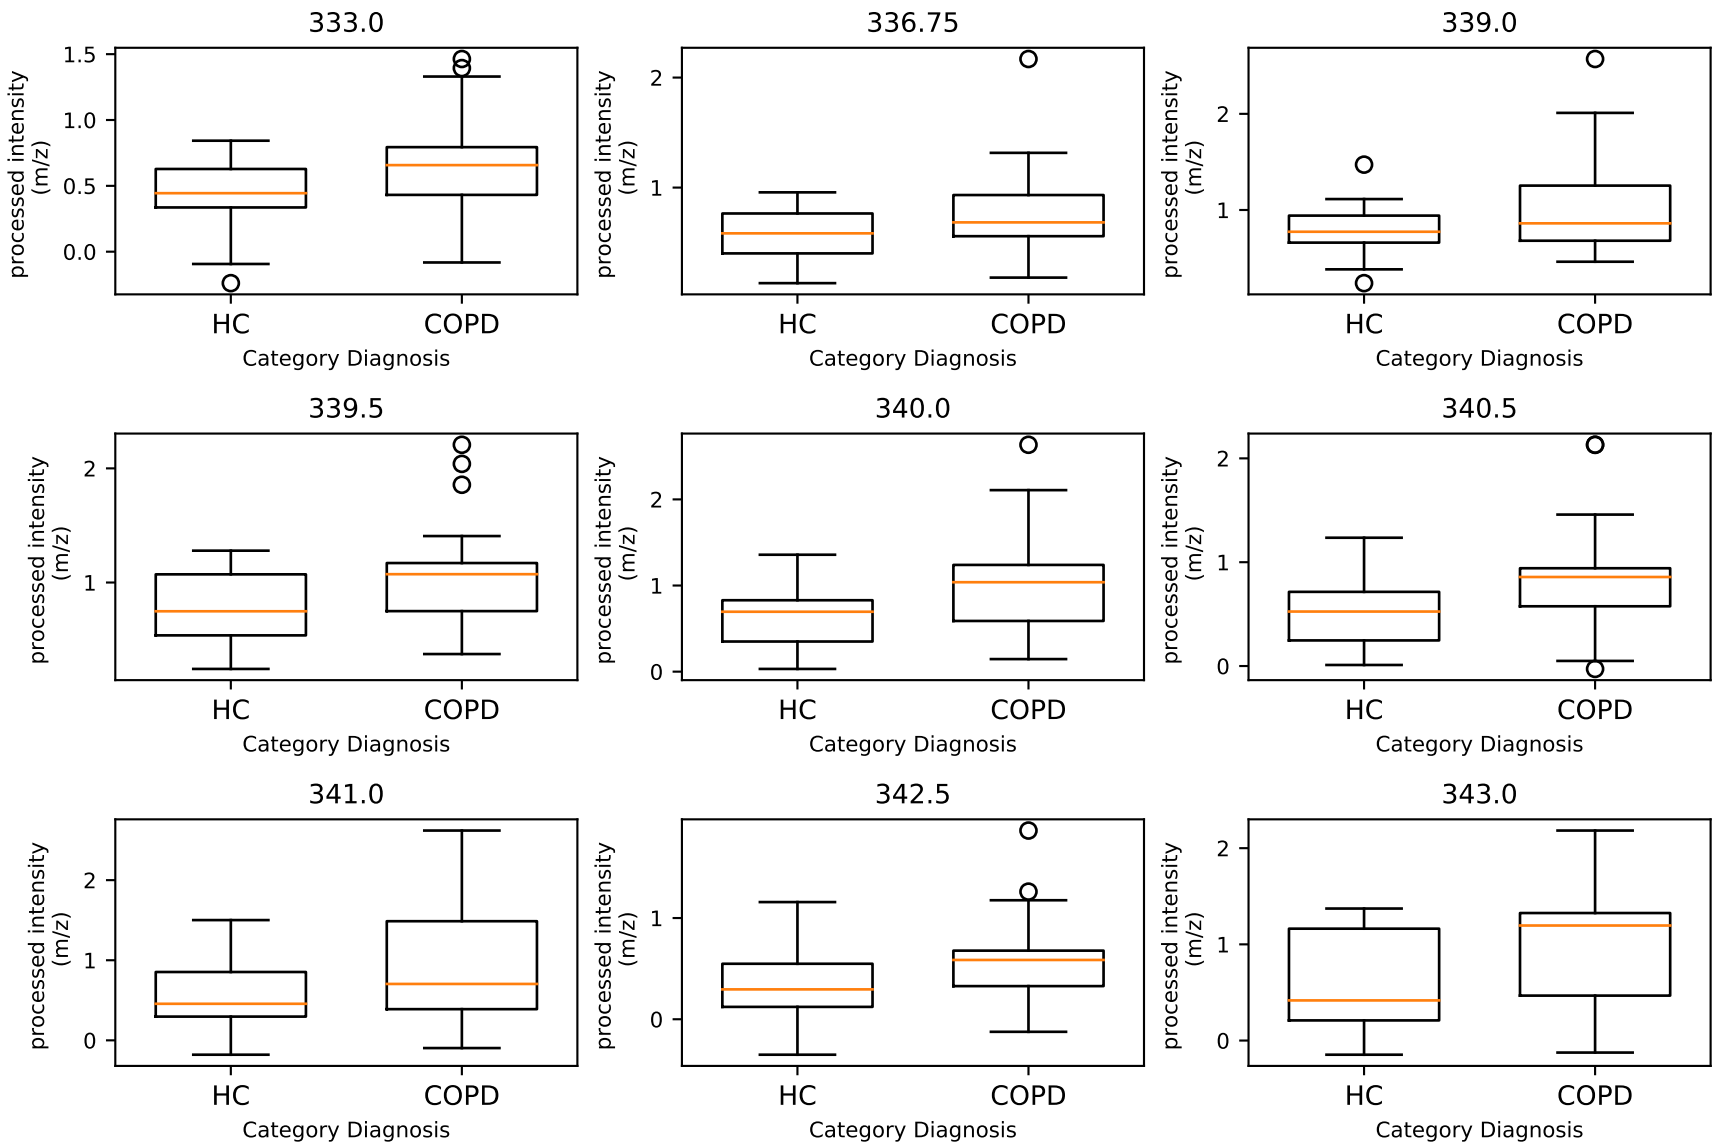 333.0
processed intensity
(m/z)
1.5
1.0
0.5
0.0
HC COPD
Category Diagnosis
336.75
processed intensity
(m/z)
2
1
HC COPD
Category Diagnosis
339.0
processed intensity
(m/z)
2
1
HC COPD
Category Diagnosis
339.5
processed intensity
(m/z)
2
1
HC COPD
Category Diagnosis
340.0
processed intensity
(m/z)
2
1
0
HC COPD
Category Diagnosis
340.5
processed intensity
(m/z)
2
1
0
HC COPD
Category Diagnosis
341.0
processed intensity
(m/z)
2
1
0
HC COPD
Category Diagnosis
342.5
processed intensity
(m/z)
1
0
HC COPD
Category Diagnosis
343.0
processed intensity
(m/z)
2
1
0
HC COPD
Category Diagnosis